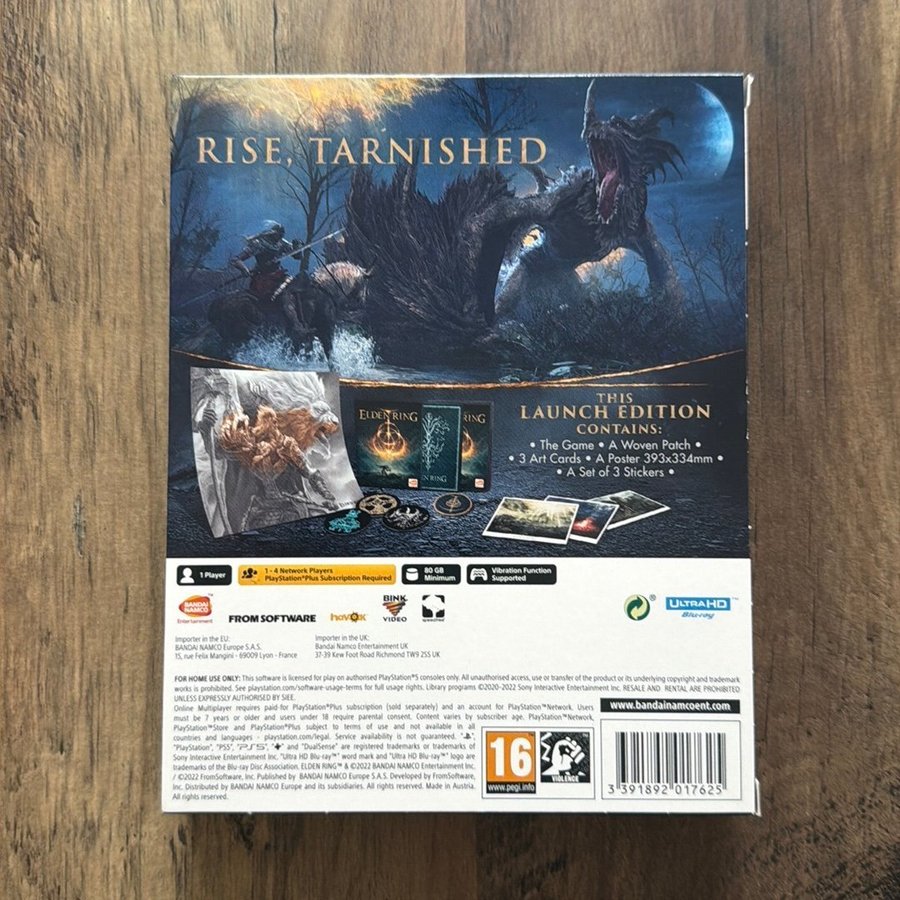 RISE, TARNISHED
ELDEN RING
EN RING
RING
THIS
LAUNCH EDITION
CONTAINS:
• The Game • A Woven Patch •
• 3 Art Cards • A Poster 393x334mm •
• A Set of 3 Stickers •
1 Player
1 - 4 Network Players
PlayStation®Plus Subscription Required
80 GB
Minimum
Vibration Function
Supported
BANDAI
NAMCO
Entertainment
FROMSOFTWARE
havok
BINK
VIDEO
speedtree
ULTRA HD
Blu-ray
Importer in the EU:
BANDAI NAMCO Europe S.A.S.
15, rue Felix Mangini - 69009 Lyon - France
Importer in the UK:
Bandai Namco Entertainment UK
37-39 Kew Foot Road Richmond TW9 2SS UK
FOR HOME USE ONLY: This software is licensed for play on authorised PlayStation®5 consoles only. All unauthorised access, use or transfer of the product or its underlying copyright and trademark
works is prohibited. See playstation.com/software-usage-terms for full usage rights. Library programs ©2020-2022 Sony Interactive Entertainment Inc. RESALE AND RENTAL ARE PROHIBITED
UNLESS EXPRESSLY AUTHORISED BY SIEE.
Online Multiplayer requires paid-for PlayStation®Plus subscription (sold separately) and an account for PlayStation™Network. Users
must be 7 years or older and users under 18 require parental consent. Content varies by subscriber age. PlayStation™Network,
PlayStation™Store and PlayStation®Plus subject to terms of use and not available in all
countries and languages - playstation.com/legal. Service availability is not guaranteed. "
", "PlayStation", "PS5", "PS5", " " and "DualSense" are registered trademarks or trademarks of
Sony Interactive Entertainment Inc. "Ultra HD Blu-ray™" word mark and "Ultra HD Blu-ray™" logo are
trademarks of the Blu-ray Disc Association. ELDEN RING™ & ©2022 BANDAI NAMCO Entertainment Inc.
/ ©2022 FromSoftware, Inc. Published by BANDAI NAMCO Europe S.A.S. Developed by FromSoftware,
Inc. Distributed by BANDAI NAMCO Europe and its subsidiaries. All rights reserved. Made in Austria.
All rights reserved.
www.bandainamcoent.com
16
www.pegi.info
VIOLENCE
3 391892 017625